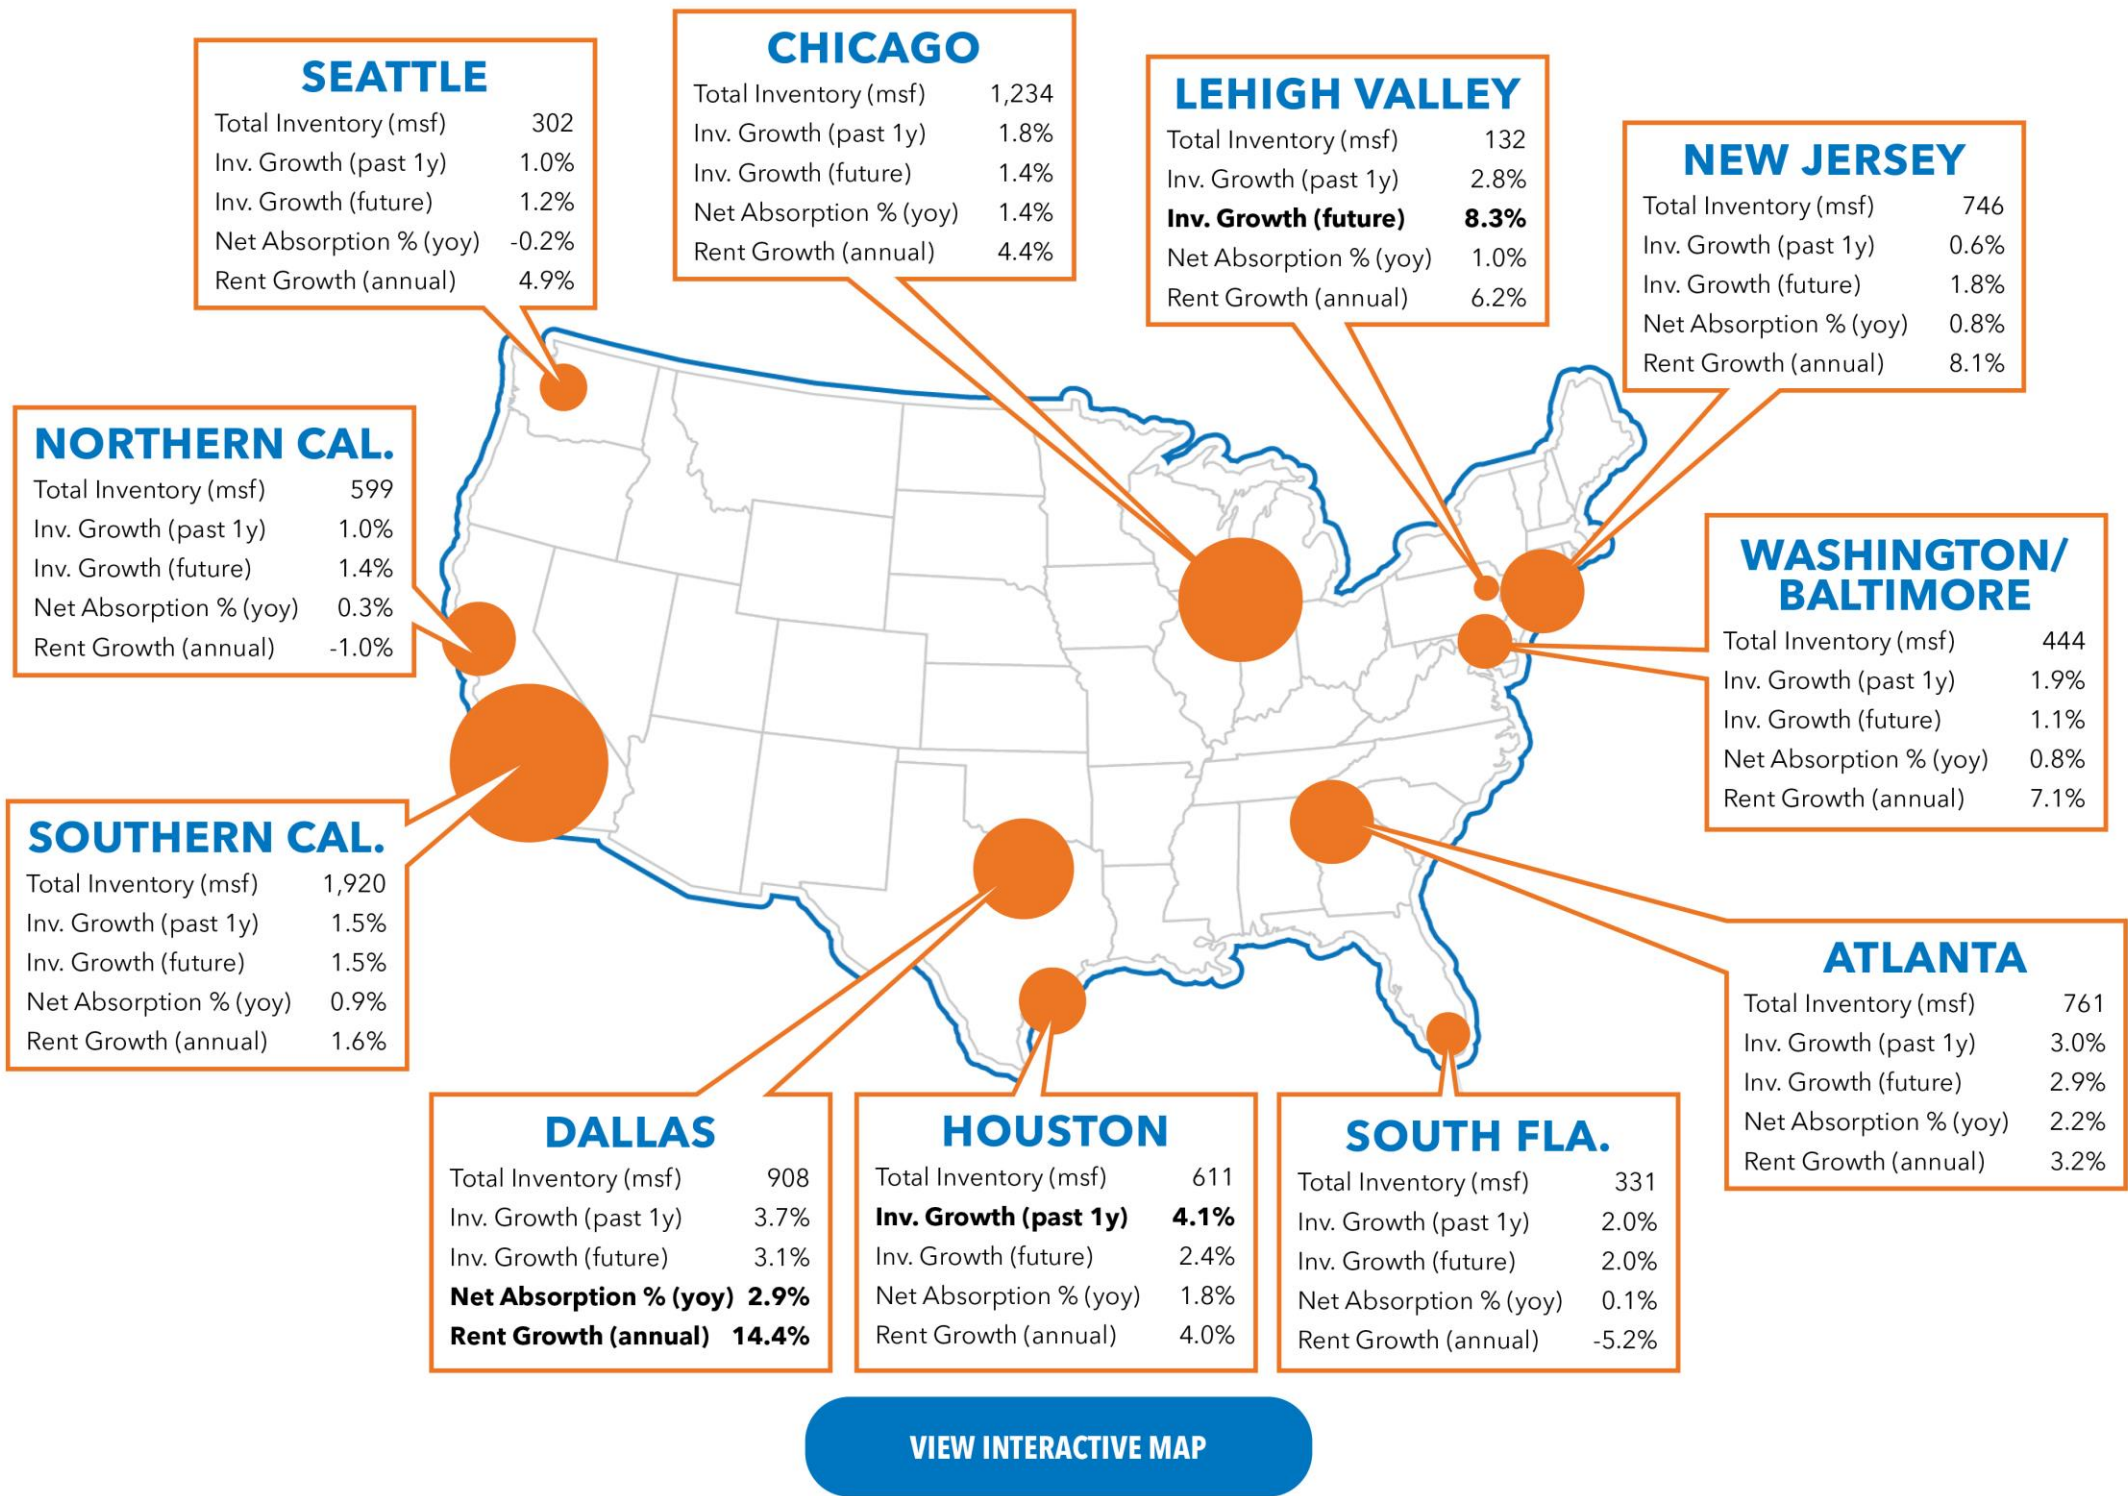 SEATTLE
Total Inventory (msf) 302
Inv. Growth (past 1y) 1.0%
Inv. Growth (future) 1.2%
Net Absorption % (yoy) -0.2%
Rent Growth (annual) 4.9%
CHICAGO
Total Inventory (msf) 1,234
Inv. Growth (past 1y) 1.8%
Inv. Growth (future) 1.4%
Net Absorption % (yoy) 1.4%
Rent Growth (annual) 4.4%
LEHIGH VALLEY
Total Inventory (msf) 132
Inv. Growth (past 1y) 2.8%
Inv. Growth (future) 8.3%
Net Absorption % (yoy) 1.0%
Rent Growth (annual) 6.2%
NEW JERSEY
Total Inventory (msf) 746
Inv. Growth (past 1y) 0.6%
Inv. Growth (future) 1.8%
Net Absorption % (yoy) 0.8%
Rent Growth (annual) 8.1%
NORTHERN CAL.
Total Inventory (msf) 599
Inv. Growth (past 1y) 1.0%
Inv. Growth (future) 1.4%
Net Absorption % (yoy) 0.3%
Rent Growth (annual) -1.0%
WASHINGTON/
BALTIMORE
Total Inventory (msf) 444
Inv. Growth (past 1y) 1.9%
Inv. Growth (future) 1.1%
Net Absorption % (yoy) 0.8%
Rent Growth (annual) 7.1%
SOUTHERN CAL.
Total Inventory (msf) 1,920
Inv. Growth (past 1y) 1.5%
Inv. Growth (future) 1.5%
Net Absorption % (yoy) 0.9%
Rent Growth (annual) 1.6%
ATLANTA
Total Inventory (msf) 761
Inv. Growth (past 1y) 3.0%
Inv. Growth (future) 2.9%
Net Absorption % (yoy) 2.2%
Rent Growth (annual) 3.2%
DALLAS
Total Inventory (msf) 908
Inv. Growth (past 1y) 3.7%
Inv. Growth (future) 3.1%
Net Absorption % (yoy) 2.9%
Rent Growth (annual) 14.4%
HOUSTON
Total Inventory (msf) 611
Inv. Growth (past 1y) 4.1%
Inv. Growth (future) 2.4%
Net Absorption % (yoy) 1.8%
Rent Growth (annual) 4.0%
SOUTH FLA.
Total Inventory (msf) 331
Inv. Growth (past 1y) 2.0%
Inv. Growth (future) 2.0%
Net Absorption % (yoy) 0.1%
Rent Growth (annual) -5.2%
VIEW INTERACTIVE MAP